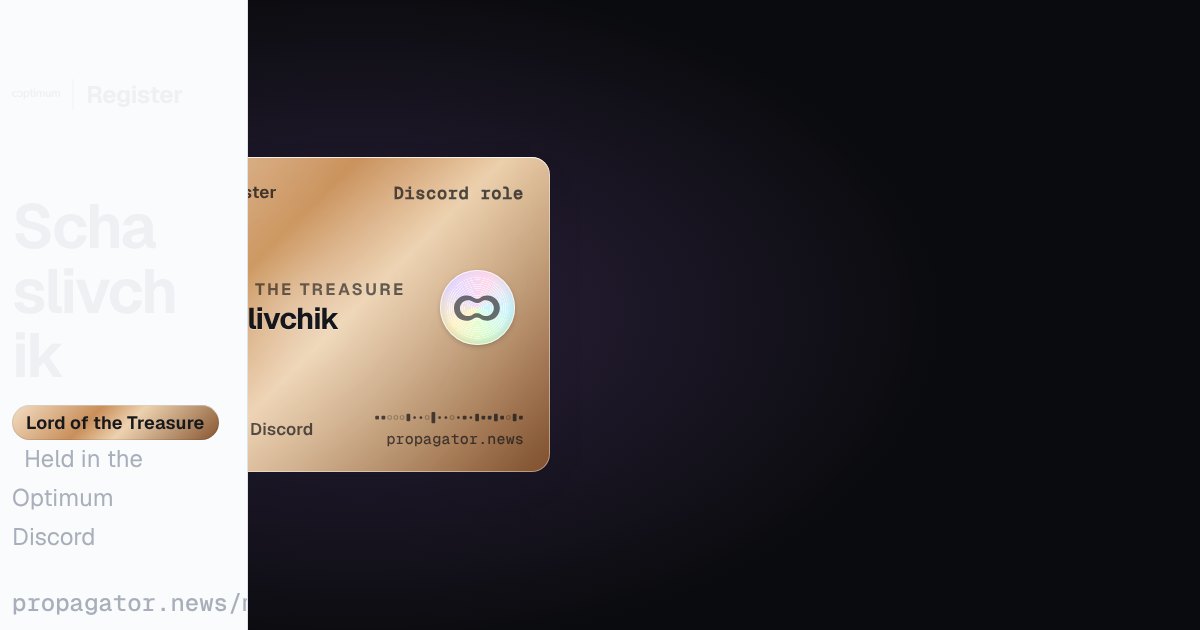 optimum
Register
Scha
slivch
ik
Lord of the Treasure
Held in the
Optimum
Discord
propagator.news/
ster
Discord role
THE TREASURE
livchik
Discord
propagator.news